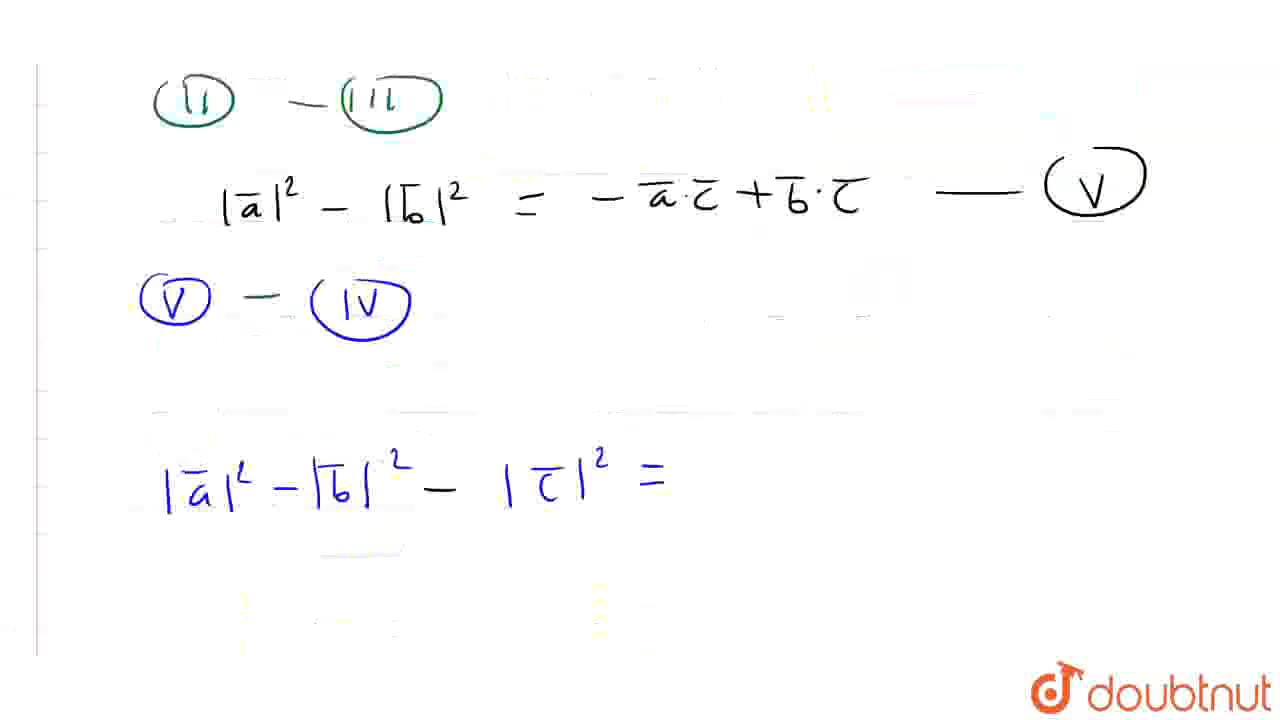 II — III
|a̅|² - |b̅|² = - a̅·c̅ + b̅·c̅ — V
V — IV
|a̅|² - |b̅|² - |c̅|² =
doubtnut